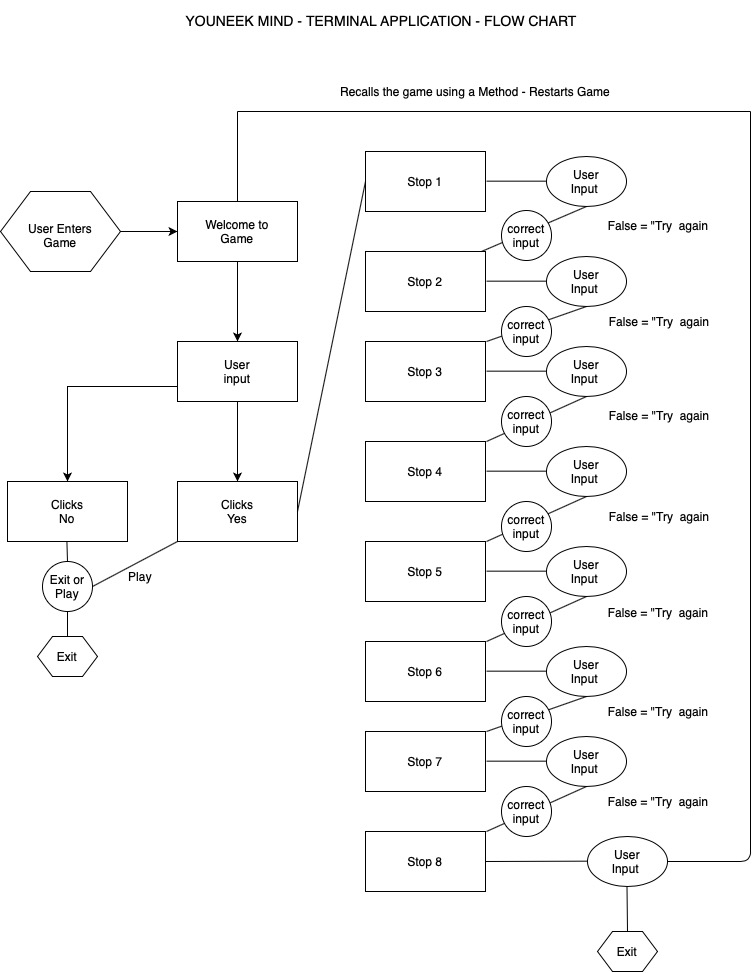 YOUNEEK MIND - TERMINAL APPLICATION - FLOW CHART
Recalls the game using a Method - Restarts Game
User Enters
Game
Welcome to
Game
User
input
Clicks
No
Clicks
Yes
Exit or
Play
Play
Exit
Stop 1
User
Input
correct
input
False = "Try  again
Stop 2
User
Input
correct
input
False = "Try  again
Stop 3
User
Input
correct
input
False = "Try  again
Stop 4
User
Input
correct
input
False = "Try  again
Stop 5
User
Input
correct
input
False = "Try  again
Stop 6
User
Input
correct
input
False = "Try  again
Stop 7
User
Input
correct
input
False = "Try  again
Stop 8
User
Input
Exit